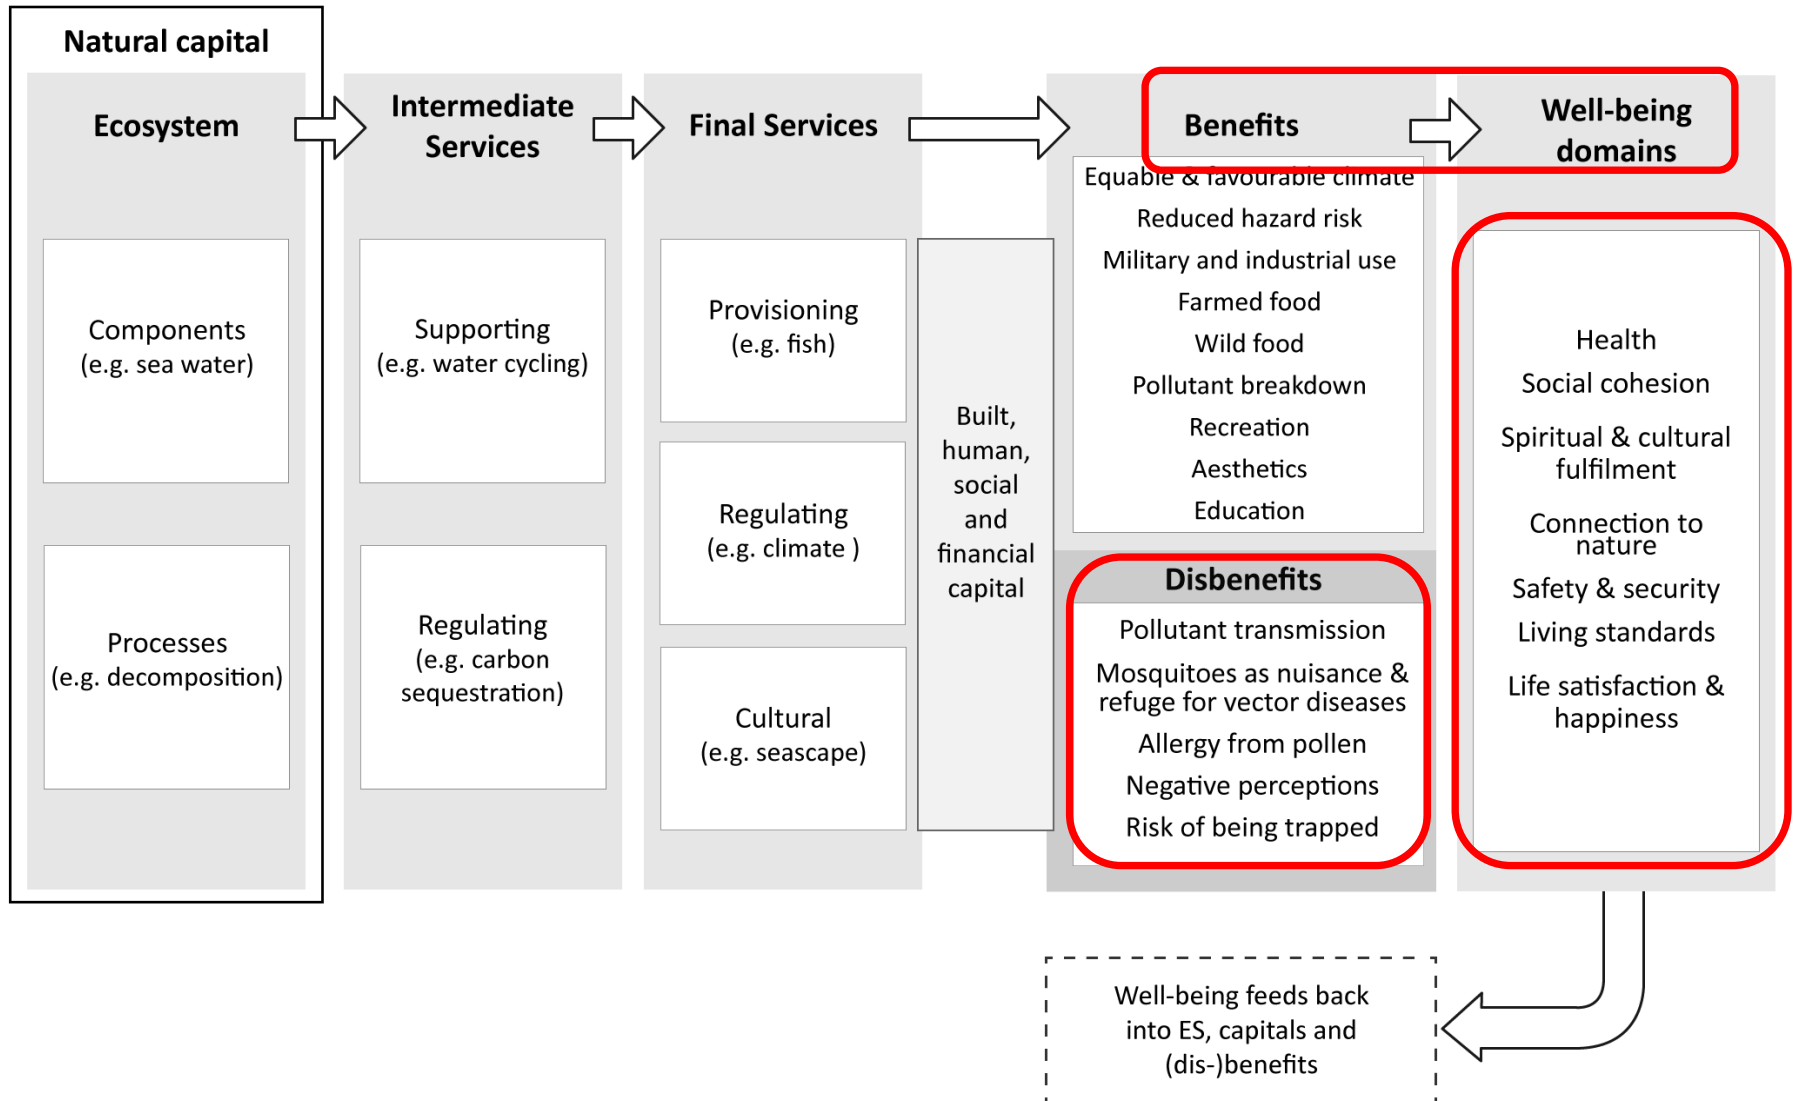 Natural capital
Ecosystem
Components
(e.g. sea water)
Processes
(e.g. decomposition)
Intermediate
Services
Supporting
(e.g. water cycling)
Regulating
(e.g. carbon
sequestration)
Final Services
Provisioning
(e.g. fish)
Regulating
(e.g. climate )
Cultural
(e.g. seascape)
Built,
human,
social
and
financial
capital
Benefits
Equable & favourable climate
Reduced hazard risk
Military and industrial use
Farmed food
Wild food
Pollutant breakdown
Recreation
Aesthetics
Education
Disbenefits
Pollutant transmission
Mosquitoes as nuisance &
refuge for vector diseases
Allergy from pollen
Negative perceptions
Risk of being trapped
Well-being
domains
Health
Social cohesion
Spiritual & cultural
fulfilment
Connection to
nature
Safety & security
Living standards
Life satisfaction &
happiness
Well-being feeds back
into ES, capitals and
(dis-)benefits